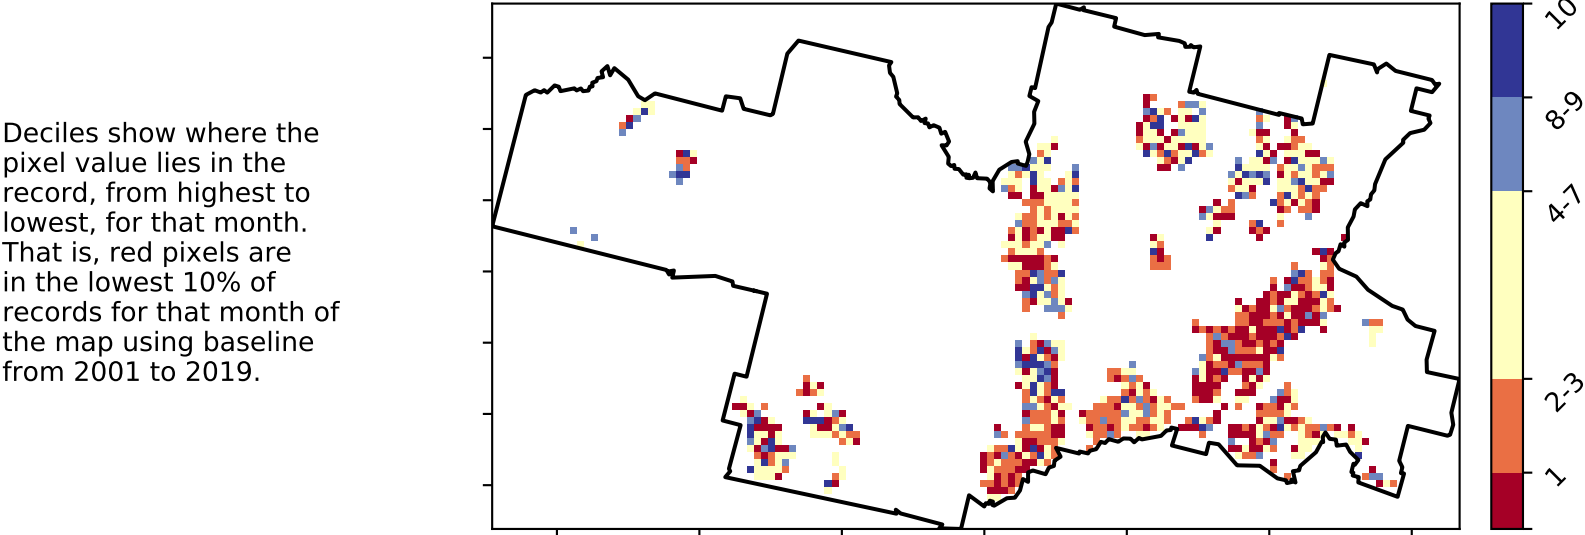 Deciles show where the
pixel value lies in the
record, from highest to
lowest, for that month.
That is, red pixels are
in the lowest 10% of
records for that month of
the map using baseline
from 2001 to 2019.
10
8-9
4-7
2-3
1